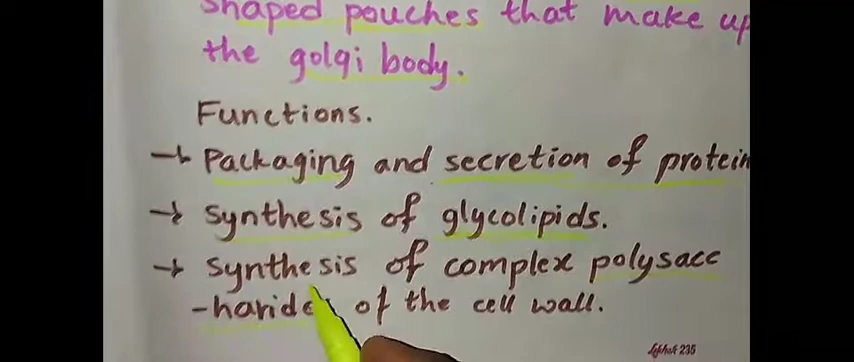 shaped pouches that make up
the golgi body.
Functions.
→ Packaging and secretion of protein
→ Synthesis of glycolipids.
→ Synthesis of complex polysacc
-haride of the cell wall.